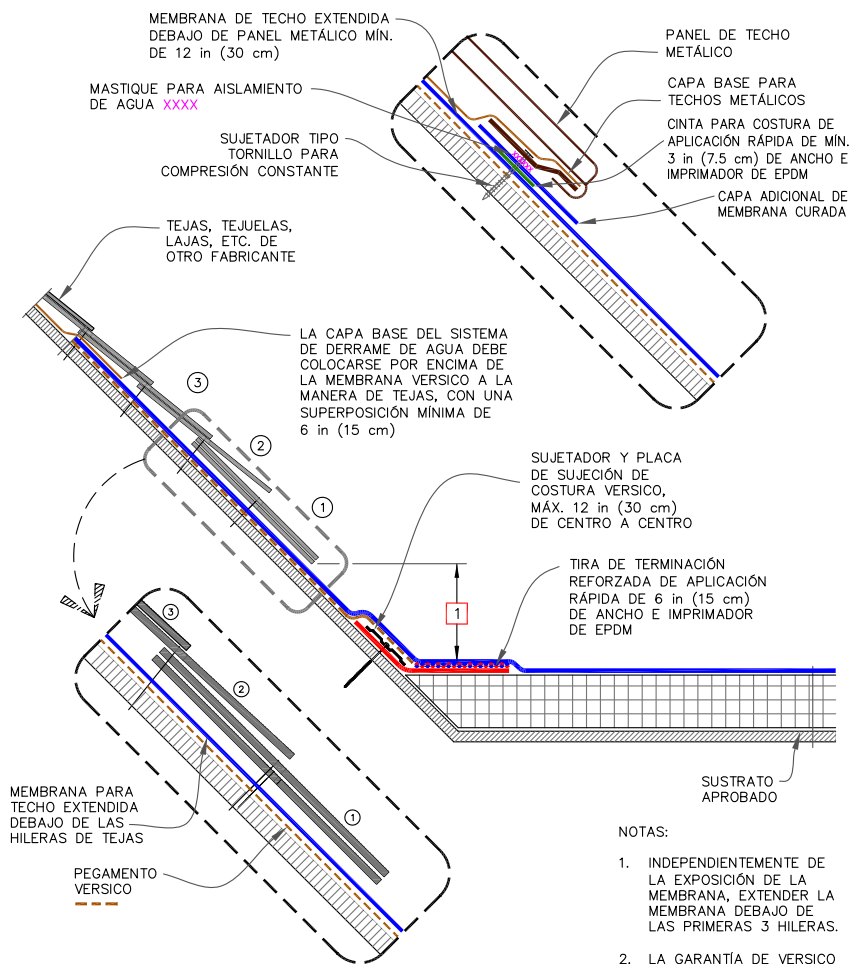 MEMBRANA DE TECHO EXTENDIDA
DEBAJO DE PANEL METÁLICO MÍN.
DE 12 in (30 cm)
MASTIQUE PARA AISLAMIENTO
DE AGUA XXXX
SUJETADOR TIPO
TORNILLO PARA
COMPRESIÓN CONSTANTE
PANEL DE TECHO
METÁLICO
CAPA BASE PARA
TECHOS METÁLICOS
CINTA PARA COSTURA DE
APLICACIÓN RÁPIDA DE MÍN.
3 in (7.5 cm) DE ANCHO E
IMPRIMADOR DE EPDM
CAPA ADICIONAL DE
MEMBRANA CURADA
XXXX
TEJAS, TEJUELAS,
LAJAS, ETC. DE
OTRO FABRICANTE
LA CAPA BASE DEL SISTEMA
DE DERRAME DE AGUA DEBE
COLOCARSE POR ENCIMA DE
LA MEMBRANA VERSICO A LA
MANERA DE TEJAS, CON UNA
SUPERPOSICIÓN MÍNIMA DE
6 in (15 cm)
3
2
1
SUJETADOR Y PLACA
DE SUJECIÓN DE
COSTURA VERSICO,
MÁX. 12 in (30 cm)
DE CENTRO A CENTRO
TIRA DE TERMINACIÓN
REFORZADA DE APLICACIÓN
RÁPIDA DE 6 in (15 cm)
DE ANCHO E IMPRIMADOR
DE EPDM
1
3
2
1
MEMBRANA PARA
TECHO EXTENDIDA
DEBAJO DE LAS
HILERAS DE TEJAS
PEGAMENTO
VERSICO
SUSTRATO
APROBADO
NOTAS:
1. INDEPENDIENTEMENTE DE
LA EXPOSICIÓN DE LA
MEMBRANA, EXTENDER LA
MEMBRANA DEBAJO DE
LAS PRIMERAS 3 HILERAS.
2. LA GARANTÍA DE VERSICO